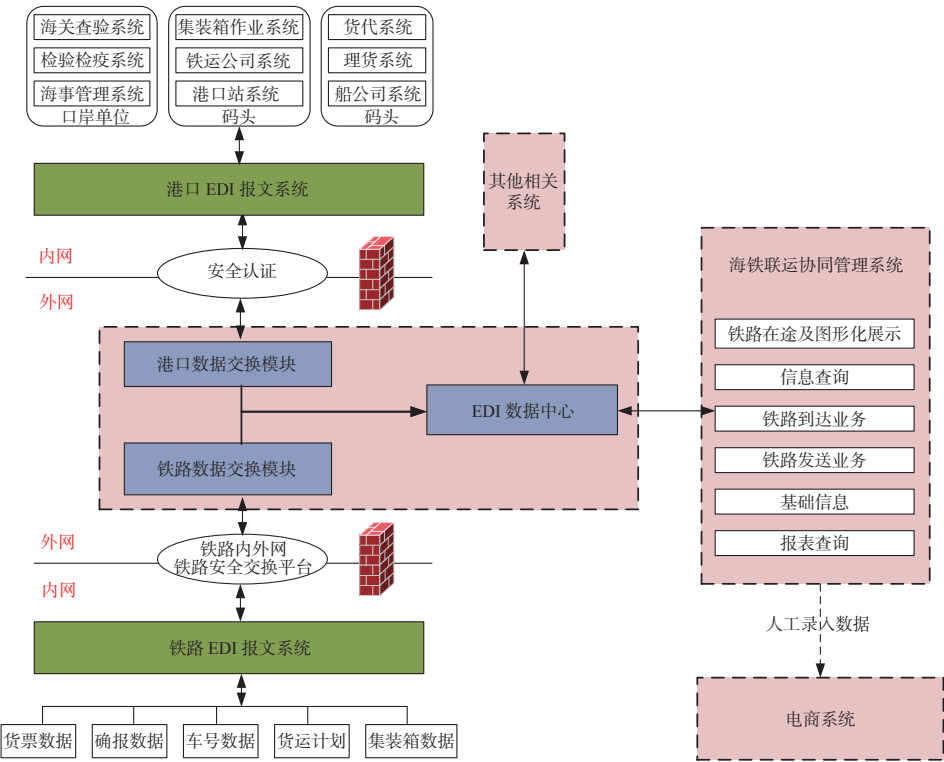 海关查验系统
检验检疫系统
海事管理系统
口岸单位
集装箱作业系统
铁运公司系统
港口站系统
码头
货代系统
理货系统
船公司系统
码头
港口 EDI 报文系统
内网
安全认证
外网
港口数据交换模块
铁路数据交换模块
EDI 数据中心
其他相关
系统
海铁联运协同管理系统
铁路在途及图形化展示
信息查询
铁路到达业务
铁路发送业务
基础信息
报表查询
人工录入数据
电商系统
外网
铁路内外网
铁路安全交换平台
内网
铁路 EDI 报文系统
货票数据
确报数据
车号数据
货运计划
集装箱数据